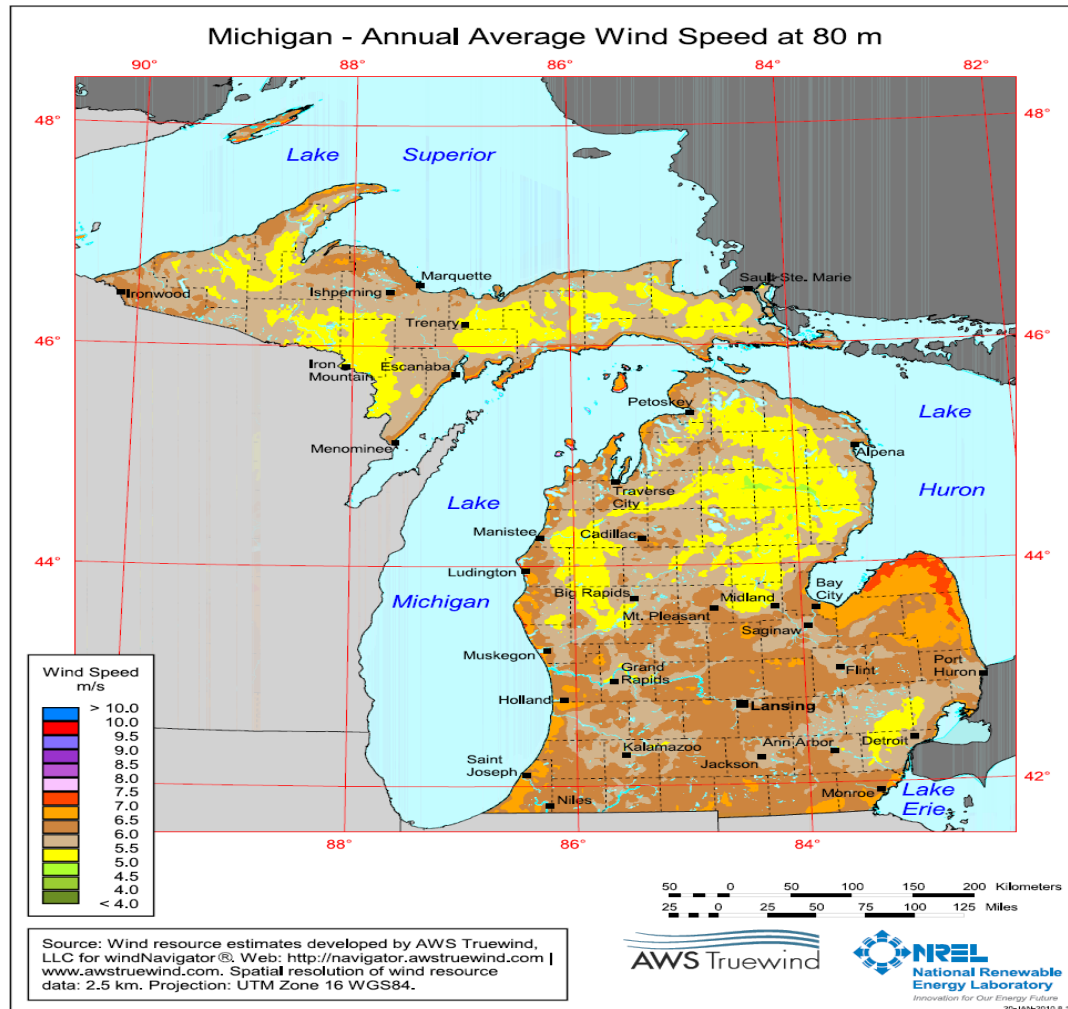 Michigan - Annual Average Wind Speed at 80 m
90° 88° 86° 84° 82°
48° 48°
Lake Superior
Marquette
Sault-Ste. Marie
Ironwood
Ishpeming
Trenary
46° 46°
Iron Mountain
Escanaba
Petoskey
Lake
Menominee
Alpena
Traverse City
Lake
Huron
Manistee
Cadillac
44° 44°
Ludington
Bay City
Big Rapids
Midland
Michigan
Mt. Pleasant
Saginaw
Muskegon
Grand Rapids
Flint
Port Huron
Holland
Lansing
Kalamazoo
Ann Arbor
Detroit
Saint Joseph
Jackson
42°
Niles
Monroe
Lake Erie
88° 86° 84°
Wind Speed
m/s
> 10.0
10.0
9.5
9.0
8.5
8.0
7.5
7.0
6.5
6.0
5.5
5.0
4.5
4.0
< 4.0
50 0 50 100 150 200 Kilometers
25 0 25 50 75 100 125 Miles
Source: Wind resource estimates developed by AWS Truewind,
LLC for windNavigator®. Web: http://navigator.awstruewind.com |
www.awstruewind.com. Spatial resolution of wind resource
data: 2.5 km. Projection: UTM Zone 16 WGS84.
AWS Truewind
NREL
National Renewable
Energy Laboratory
Innovation for Our Energy Future